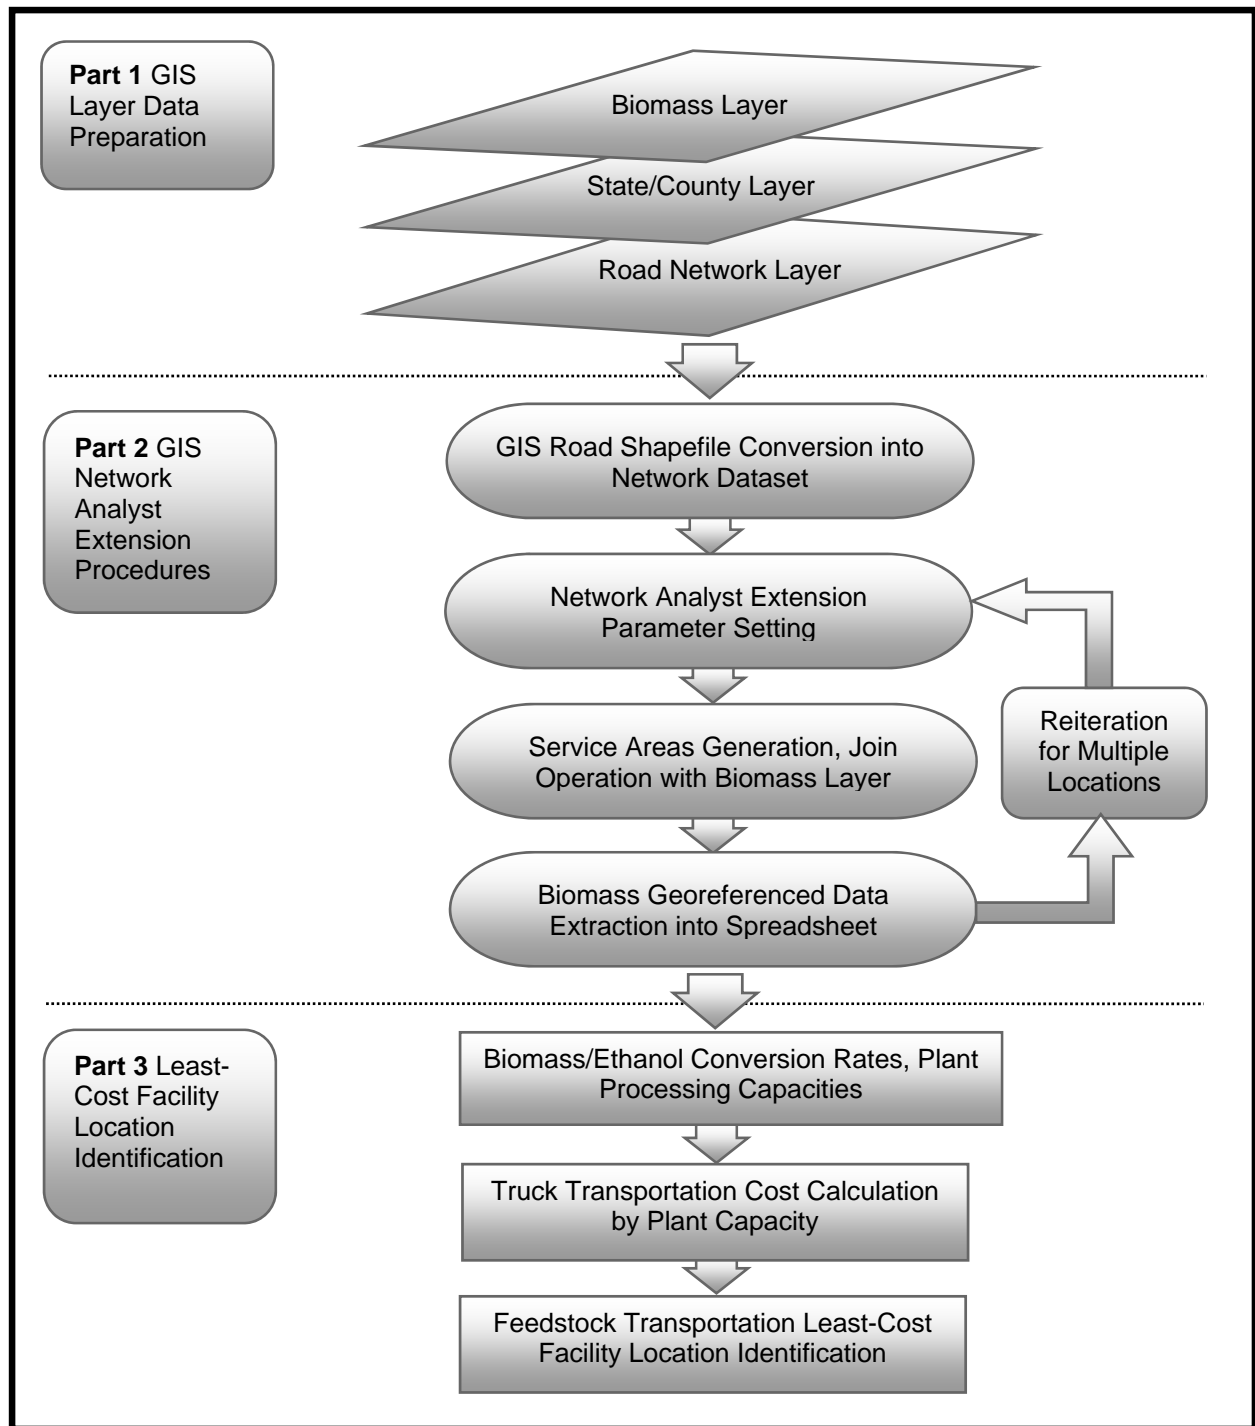 Part 1 GIS
Layer Data
Preparation
Biomass Layer
State/County Layer
Road Network Layer
Part 2 GIS
Network
Analyst
Extension
Procedures
GIS Road Shapefile Conversion into
Network Dataset
Network Analyst Extension
Parameter Setting
Service Areas Generation, Join
Operation with Biomass Layer
Biomass Georeferenced Data
Extraction into Spreadsheet
Reiteration
for Multiple
Locations
Part 3 Least-
Cost Facility
Location
Identification
Biomass/Ethanol Conversion Rates, Plant
Processing Capacities
Truck Transportation Cost Calculation
by Plant Capacity
Feedstock Transportation Least-Cost
Facility Location Identification